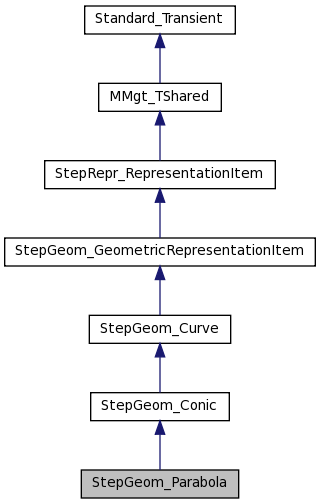 Standard_Transient
MMgt_TShared
StepRepr_RepresentationItem
StepGeom_GeometricRepresentationItem
StepGeom_Curve
StepGeom_Conic
StepGeom_Parabola